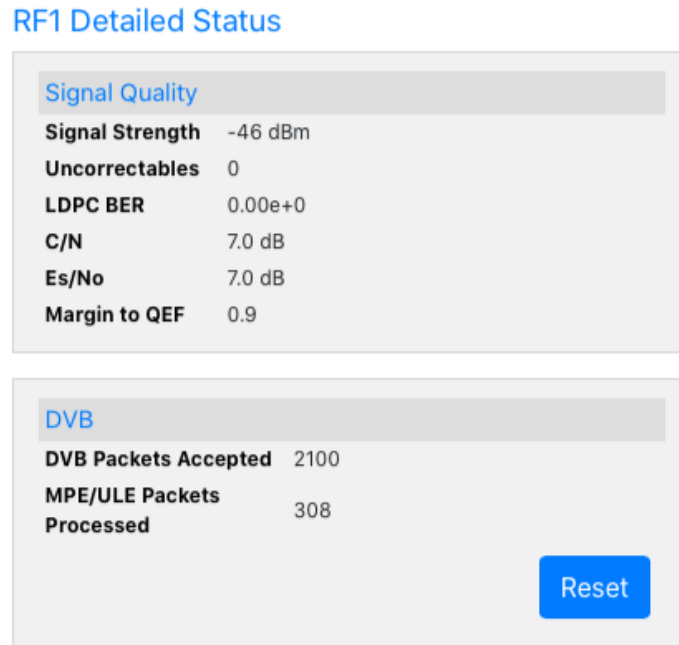 RF1 Detailed Status
Signal Quality
Signal Strength -46 dBm
Uncorrectables 0
LDPC BER 0.00e+0
C/N 7.0 dB
Es/No 7.0 dB
Margin to QEF 0.9
DVB
DVB Packets Accepted 2100
MPE/ULE Packets
Processed 308
Reset